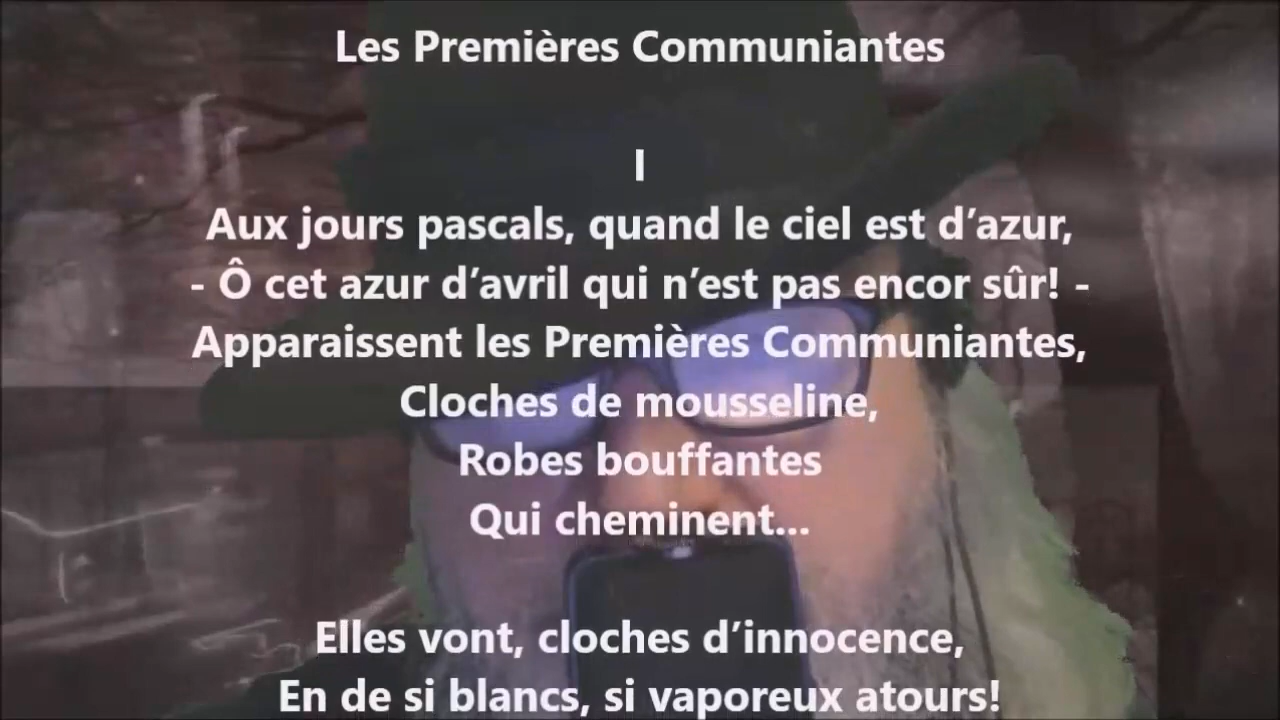 Les Premières Communiantes
I
Aux jours pascals, quand le ciel est d’azur,
- Ô cet azur d’avril qui n’est pas encor sûr! -
Apparaissent les Premières Communiantes,
Cloches de mousseline,
Robes bouffantes
Qui cheminent...
Elles vont, cloches d’innocence,
En de si blancs, si vaporeux atours!